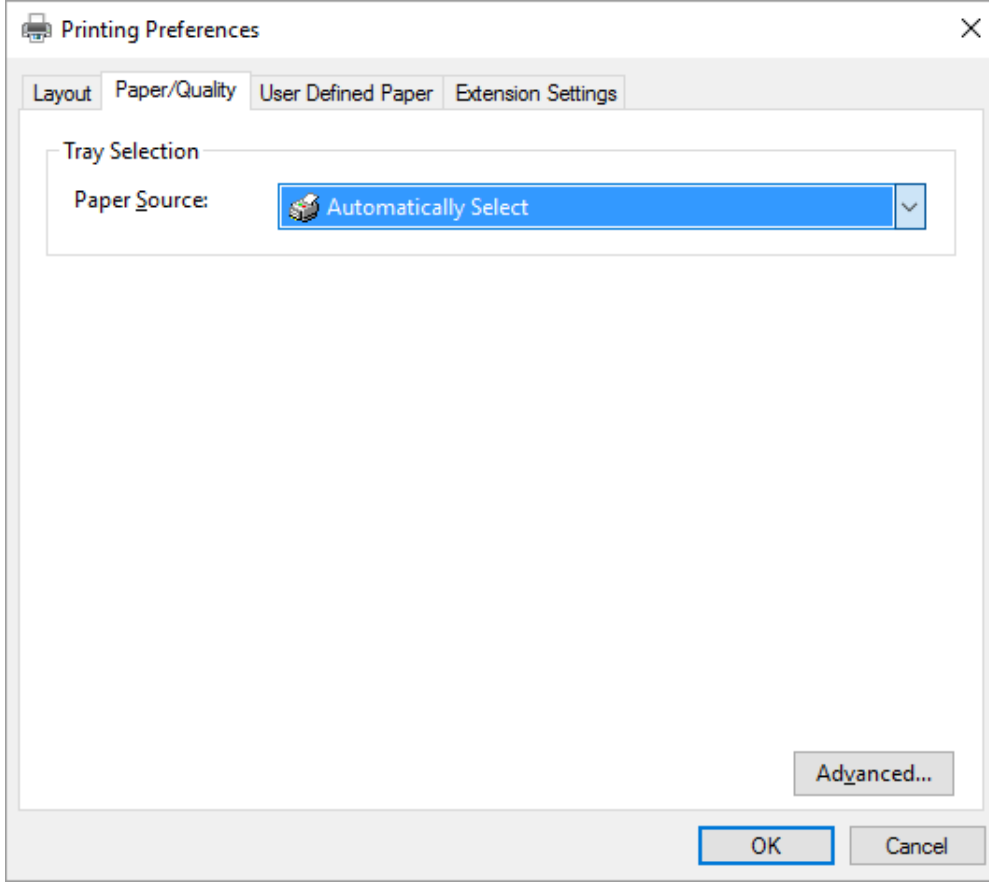 Printing Preferences
Layout Paper/Quality User Defined Paper Extension Settings
Tray Selection
Paper Source: Automatically Select
Advanced...
OK Cancel